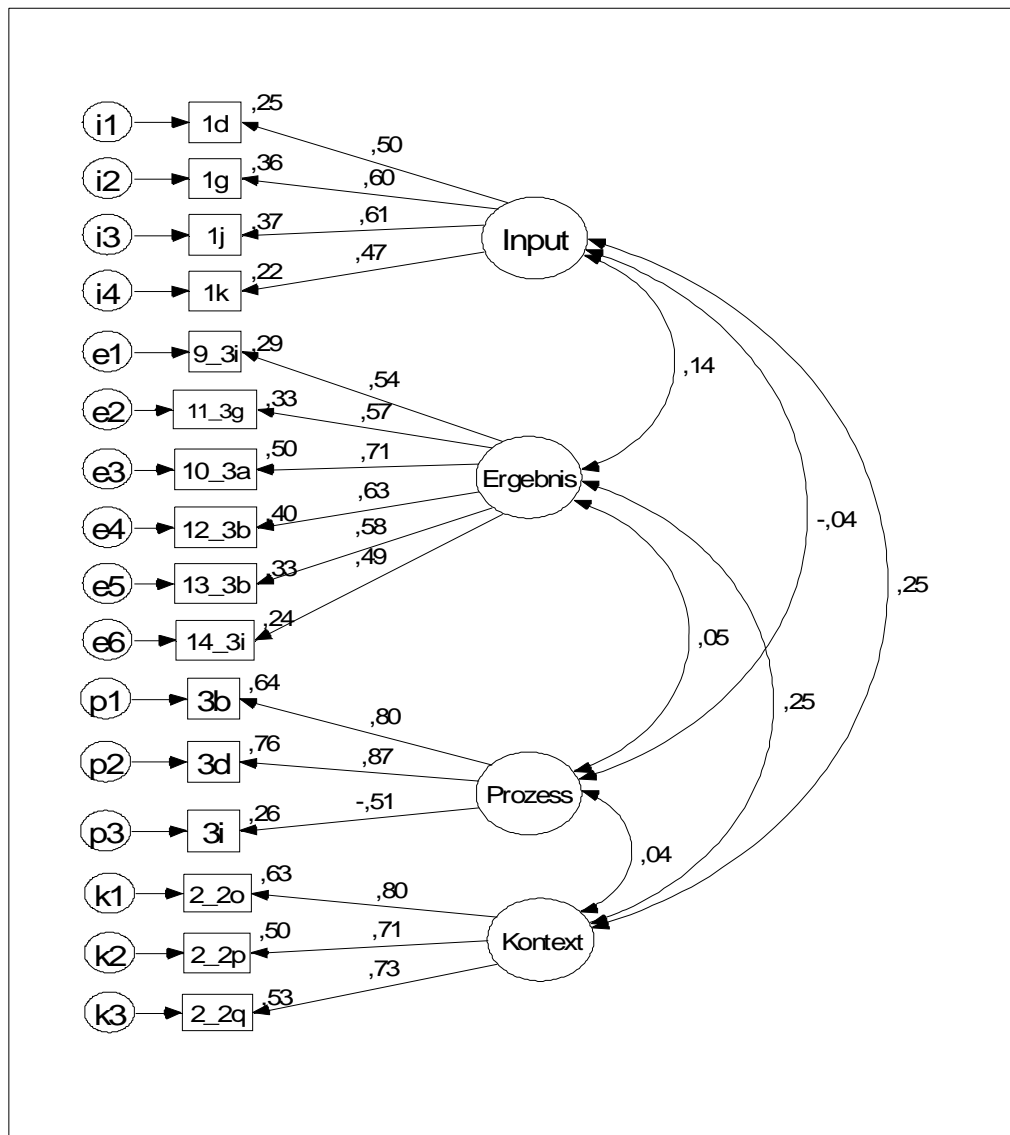 i1 1d ,25
,50
i2 1g ,36 ,60
i3 1j ,37 ,61
Input
i4 1k ,22 ,47
e1 9_3i ,29
,54
,14
e2 11_3g ,33 ,57
e3 10_3a ,50 ,71
Ergebnis
e4 12_3b ,40 ,63
-,04
e5 13_3b ,33 ,58
,49
,25
e6 14_3i ,24
,05
p1 3b ,64
,80
,25
p2 3d ,76 ,87
Prozess
p3 3i ,26 -,51
,04
k1 2_2o ,63 ,80
k2 2_2p ,50 ,71
Kontext
k3 2_2q ,53 ,73